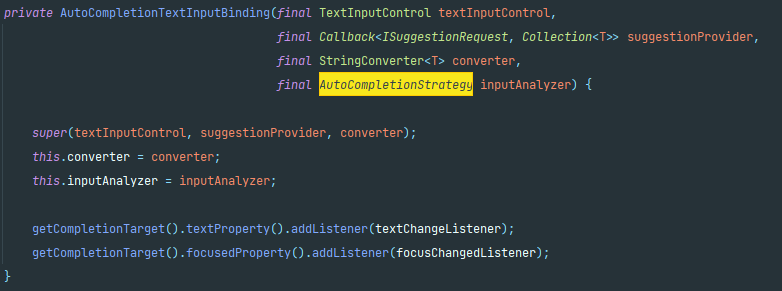 private AutoCompletionTextInputBinding(final TextInputControl textInputControl,
final Callback<ISuggestionRequest, Collection<T>> suggestionProvider,
final StringConverter<T> converter,
final AutoCompletionStrategy inputAnalyzer) {
super(textInputControl, suggestionProvider, converter);
this.converter = converter;
this.inputAnalyzer = inputAnalyzer;
getCompletionTarget().textProperty().addListener(textChangeListener);
getCompletionTarget().focusedProperty().addListener(focusChangedListener);
}